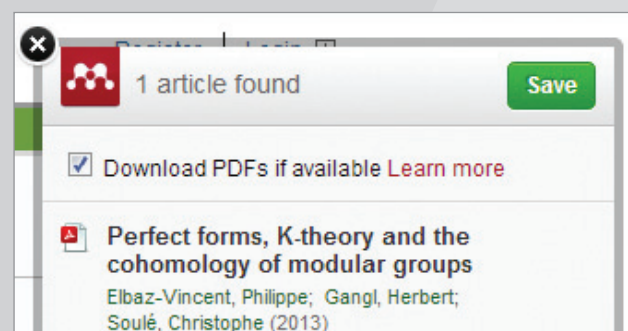 Register | Login
1 article found
Save
Download PDFs if available Learn more
Perfect forms, K-theory and the
cohomology of modular groups
Elbaz-Vincent, Philippe; Gangl, Herbert;
Soulé, Christophe (2013)